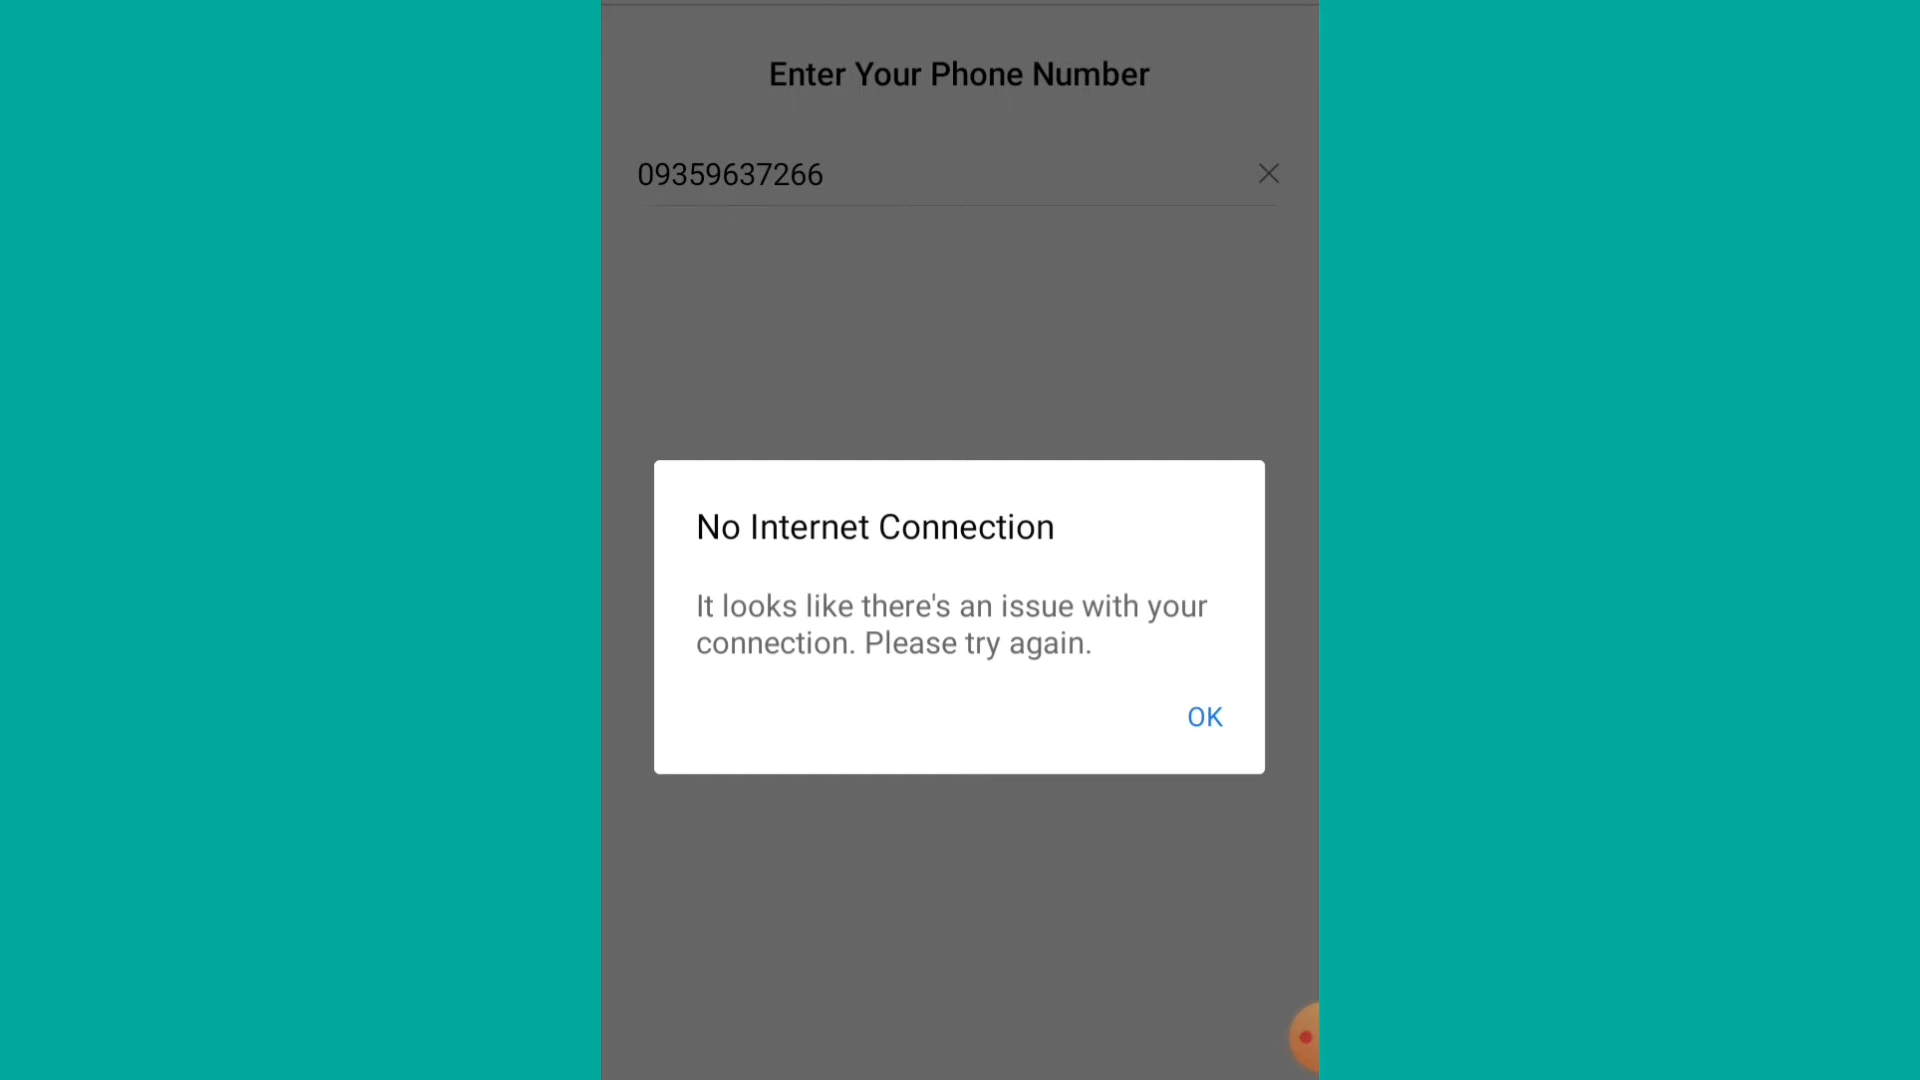 Enter Your Phone Number
09359637266
No Internet Connection
It looks like there's an issue with your
connection. Please try again.
OK